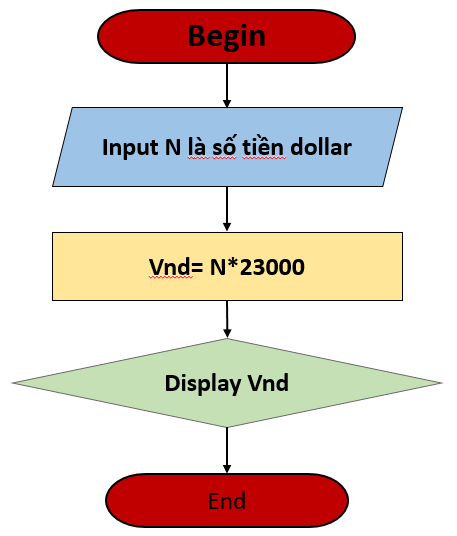 Begin
Input N là số tiền dollar
Vnd= N*23000
Display Vnd
End